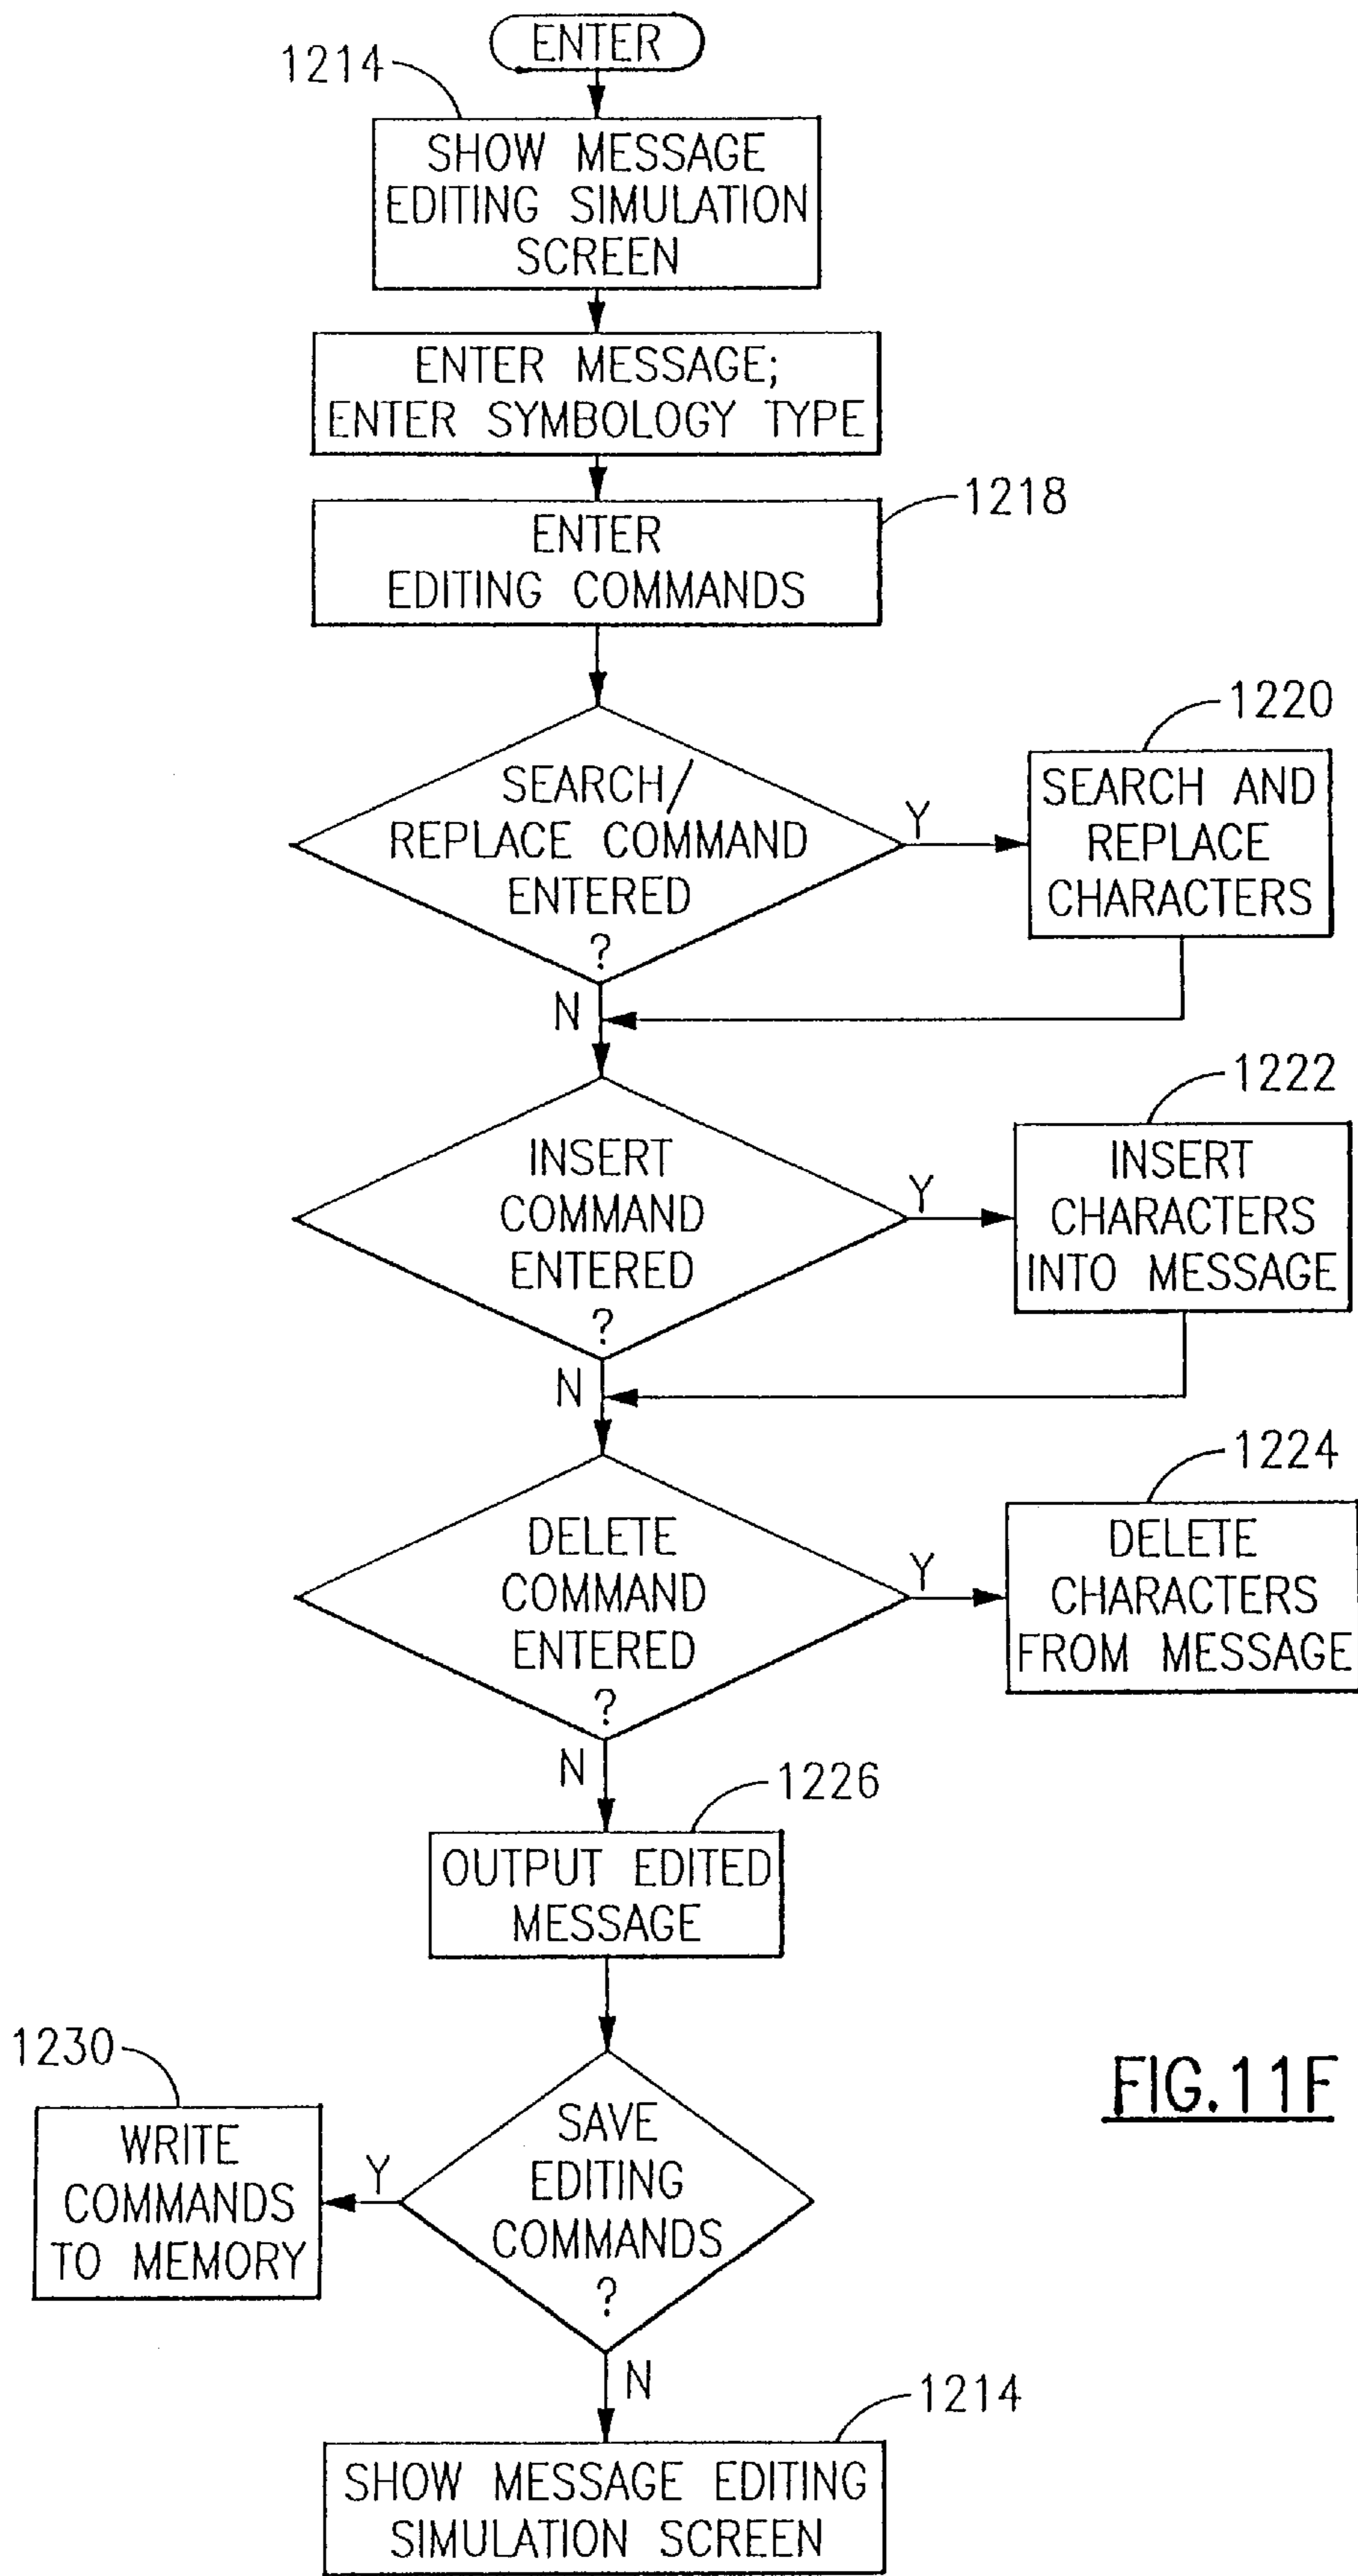 ENTER
1214
SHOW MESSAGE
EDITING SIMULATION
SCREEN
ENTER MESSAGE;
ENTER SYMBOLOGY TYPE
1218
ENTER
EDITING COMMANDS
1220
SEARCH/
REPLACE COMMAND
ENTERED
?
Y
SEARCH AND
REPLACE
CHARACTERS
N
1222
INSERT
COMMAND
ENTERED
?
Y
INSERT
CHARACTERS
INTO MESSAGE
N
1224
DELETE
COMMAND
ENTERED
?
Y
DELETE
CHARACTERS
FROM MESSAGE
N
1226
OUTPUT EDITED
MESSAGE
1230
WRITE
COMMANDS
TO MEMORY
Y
SAVE
EDITING
COMMANDS
?
FIG.11F
N
1214
SHOW MESSAGE EDITING
SIMULATION SCREEN